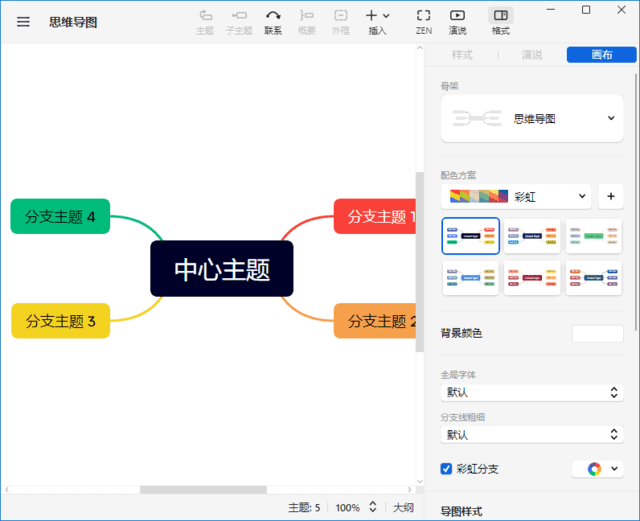 思维导图
主题
子主题
联系
概要
外框
插入
ZEN
演说
格式
样式
演说
画布
骨架
思维导图
配色方案
彩虹
分支主题 4
分支主题 1
中心主题
分支主题 3
分支主题 2
背景颜色
全局字体
默认
分支线粗细
默认
彩虹分支
导图样式
主题: 5
100%
大纲